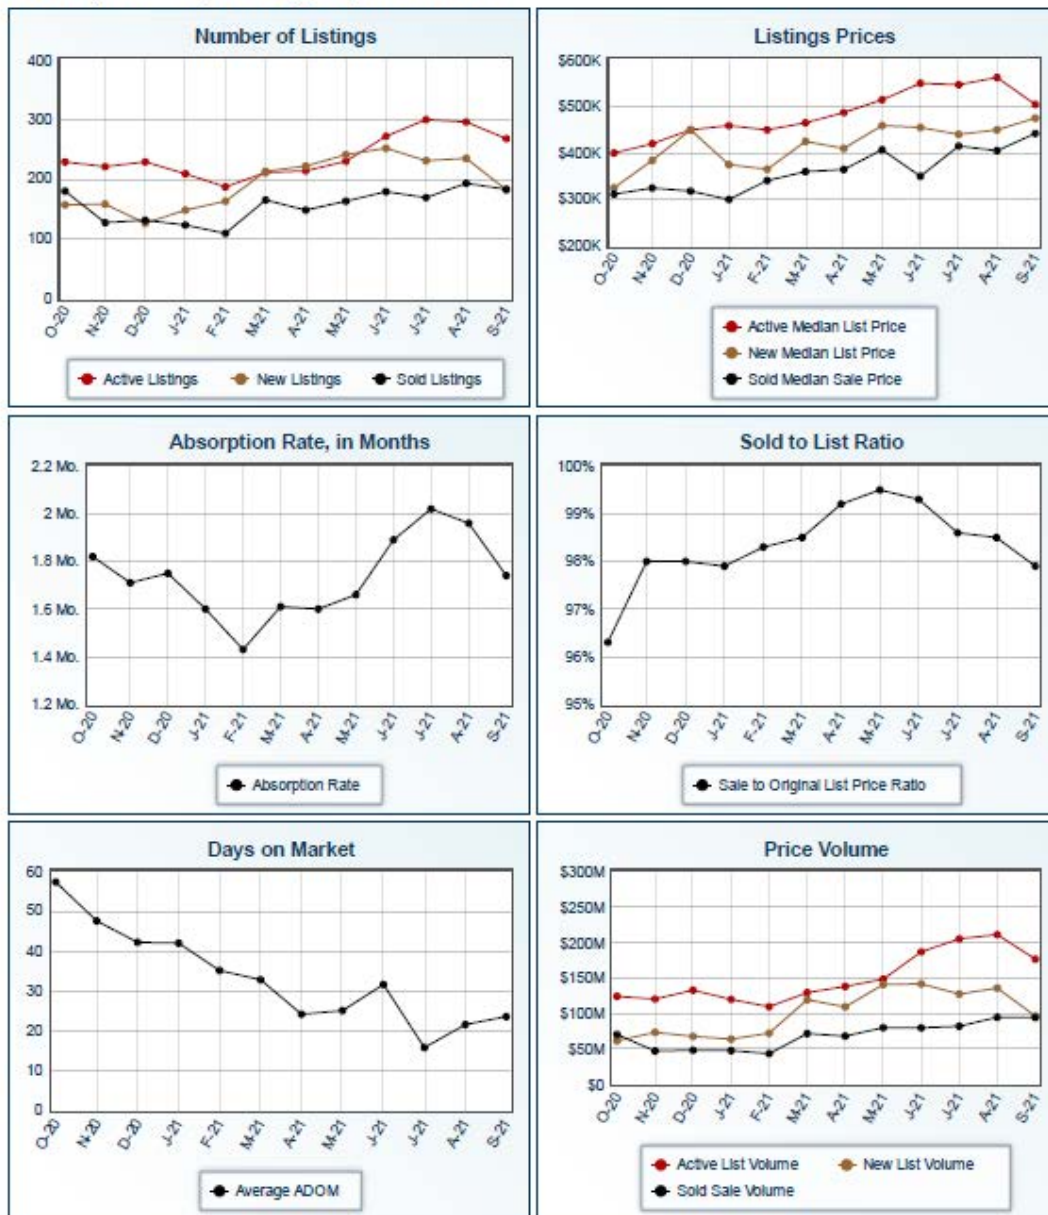 Number of Listings
400
300
200
100
0
O-20 N-20 D-20 J-21 F-21 M-21 A-21 M-21 J-21 J-21 A-21 S-21
Active Listings New Listings Sold Listings
Listings Prices
$600K
$500K
$400K
$300K
$200K
O-20 N-20 D-20 J-21 F-21 M-21 A-21 M-21 J-21 J-21 A-21 S-21
Active Median List Price
New Median List Price
Sold Median Sale Price
Absorption Rate, in Months
2.2 Mo.
2 Mo.
1.8 Mo.
1.6 Mo.
1.4 Mo.
1.2 Mo.
O-20 N-20 D-20 J-21 F-21 M-21 A-21 M-21 J-21 J-21 A-21 S-21
Absorption Rate
Sold to List Ratio
100%
99%
98%
97%
96%
95%
O-20 N-20 D-20 J-21 F-21 M-21 A-21 M-21 J-21 J-21 A-21 S-21
Sale to Original List Price Ratio
Days on Market
60
50
40
30
20
10
0
O-20 N-20 D-20 J-21 F-21 M-21 A-21 M-21 J-21 J-21 A-21 S-21
Average ADOM
Price Volume
$300M
$250M
$200M
$150M
$100M
$50M
$0
O-20 N-20 D-20 J-21 F-21 M-21 A-21 M-21 J-21 J-21 A-21 S-21
Active List Volume New List Volume
Sold Sale Volume